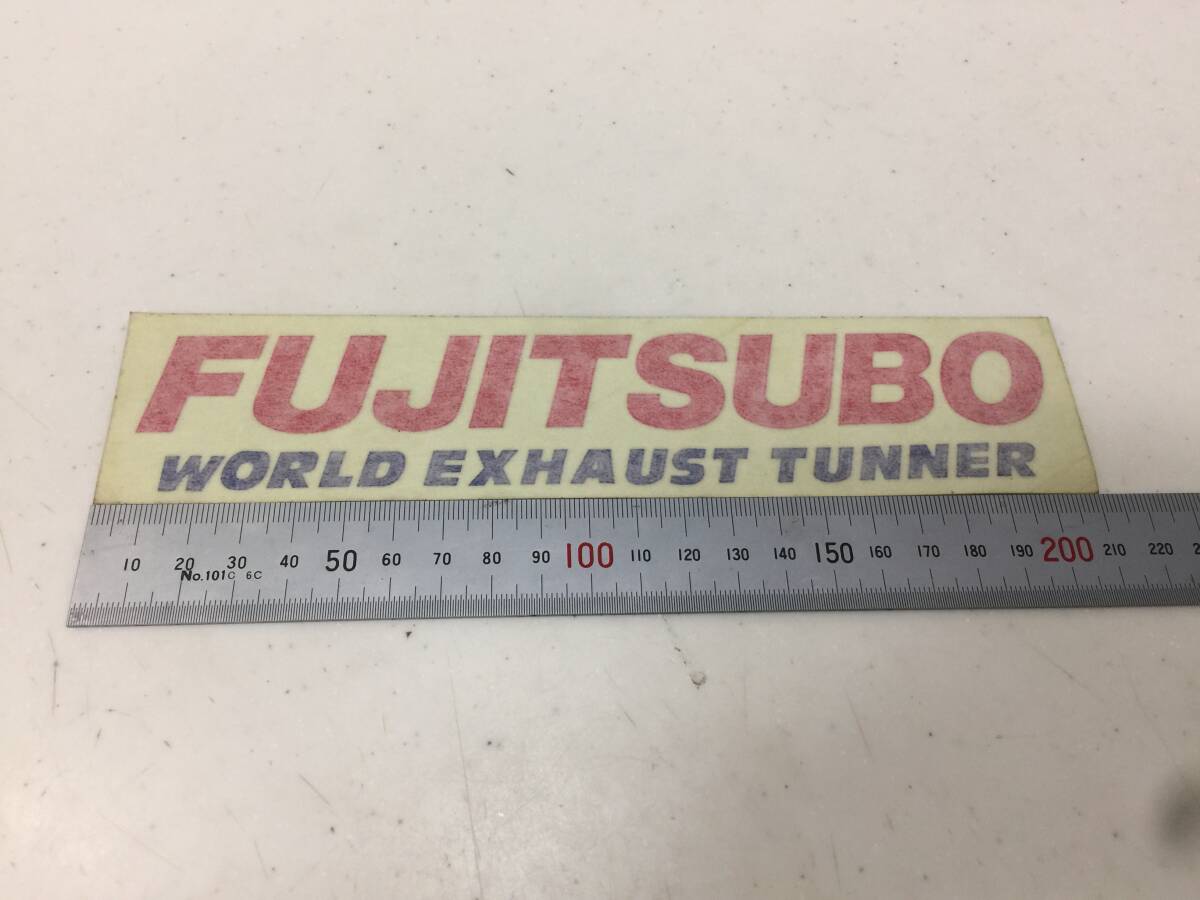 FUJITSUBO
WORLD EXHAUST TUNNER
10 20 30 40 50 60 70 80 90 100 110 120 130 140 150 160 170 180 190 200 210 220 2
No.101C 6C